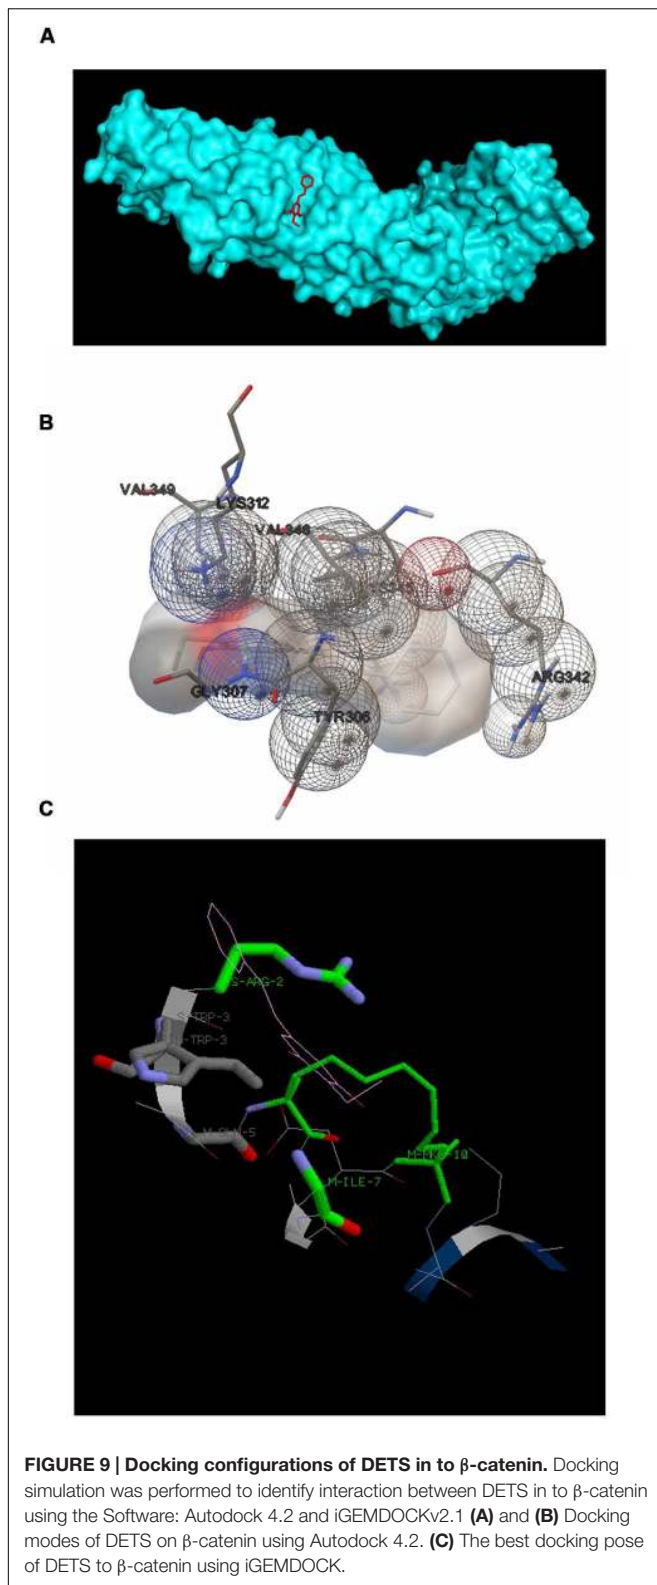 A
B
VAL349
LYS312
VAL346
GLY307
TYR306
ARG342
C
S-ARG-2
S-TRP-3
S-TRP-3
M-ILE-7
FIGURE 9 | Docking configurations of DETS in to β-catenin. Docking
simulation was performed to identify interaction between DETS in to β-catenin
using the Software: Autodock 4.2 and iGEMDOCKv2.1 (A) and (B) Docking
modes of DETS on β-catenin using Autodock 4.2. (C) The best docking pose
of DETS to β-catenin using iGEMDOCK.